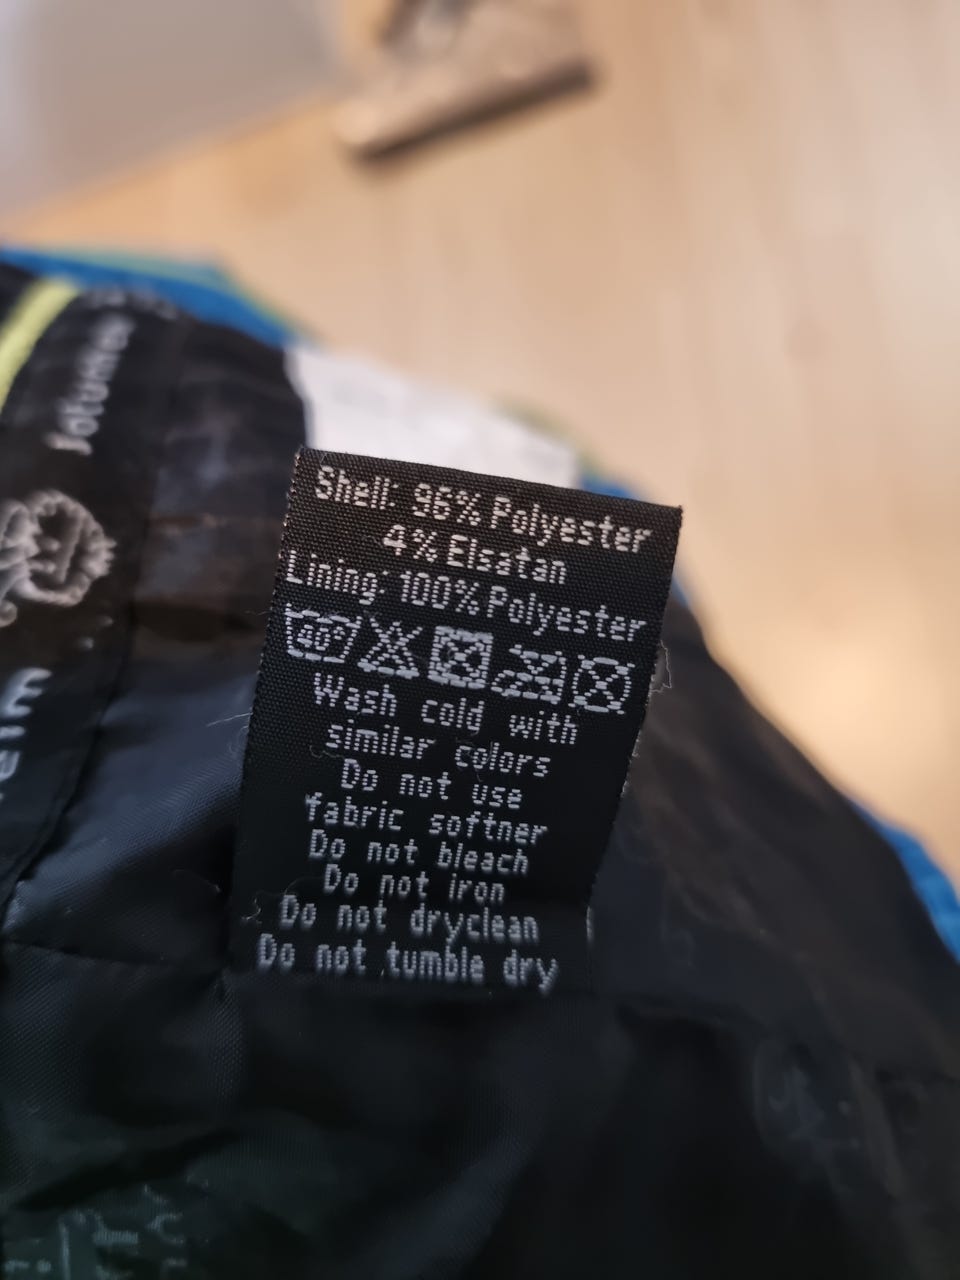 Shell: 96% Polyester
4% Elsatan
Lining: 100% Polyester
40°
Wash cold with
similar colors
Do not use
fabric softner
Do not bleach
Do not iron
Do not dryclean
Do not tumble dry